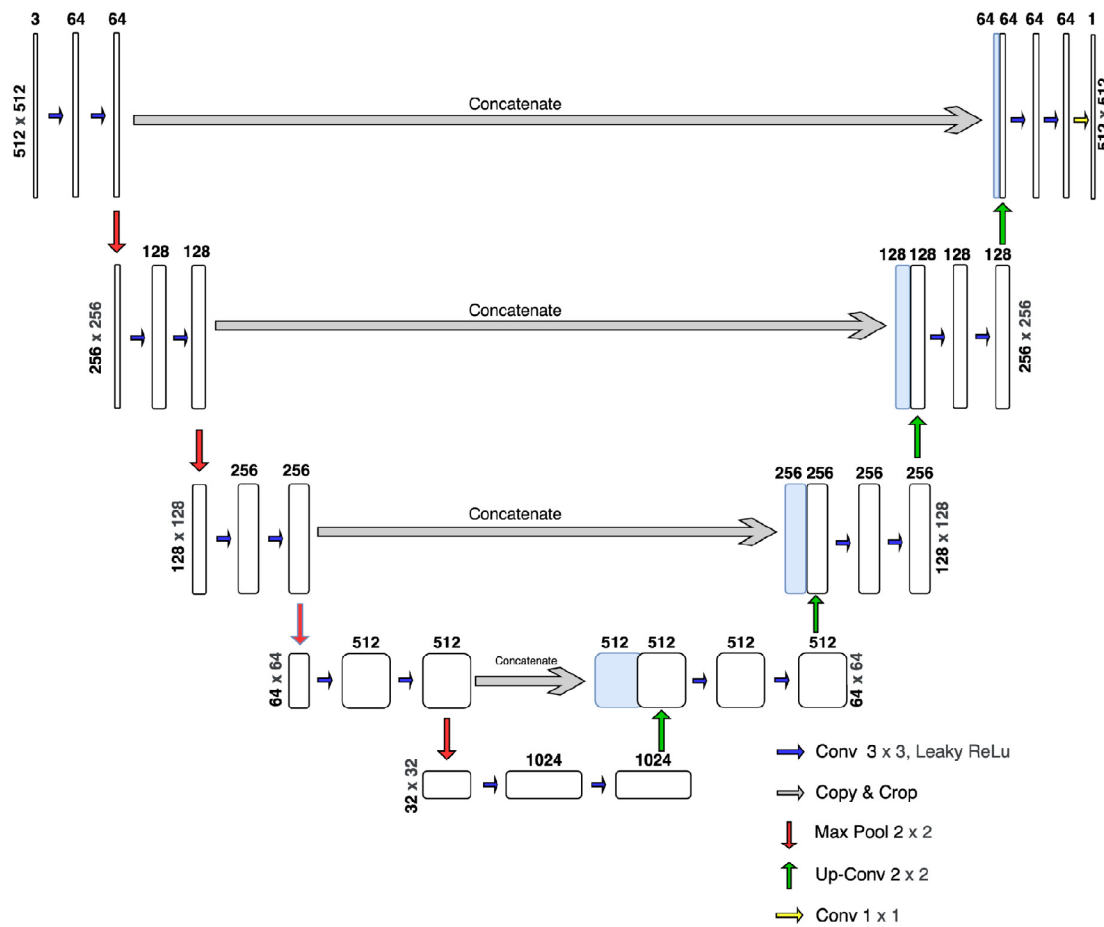 3 64 64 64 64 64 64 1
512 x 512
Concatenate
512 x 512
128 128 128 128 128 128
256 x 256
Concatenate
256 x 256
256 256 256 256 256 256
128 x 128
Concatenate
128 x 128
512 512 512 512 512 512
64 x 64
Concatenate
64 x 64
1024 1024
32 x 32
Conv 3 x 3, Leaky ReLu
Copy & Crop
Max Pool 2 x 2
Up-Conv 2 x 2
Conv 1 x 1